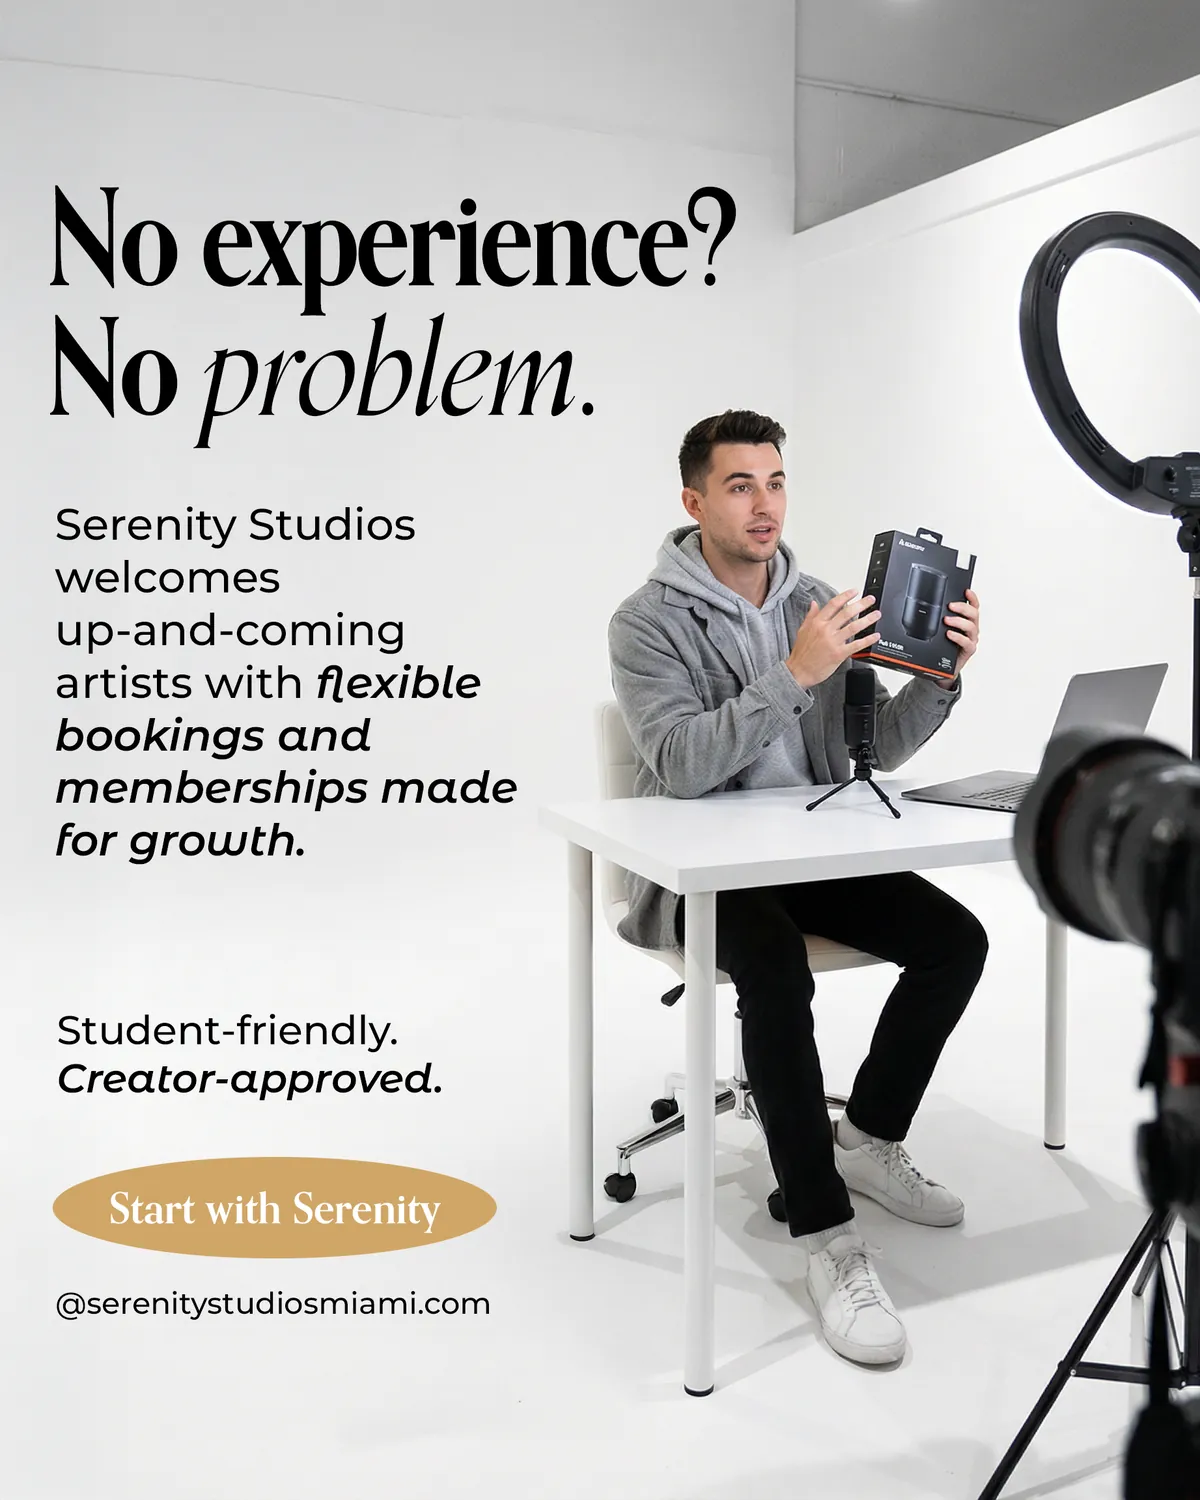 No experience?
No problem.
Serenity Studios
welcomes
up-and-coming
artists with flexible
bookings and
memberships made
for growth.
Student-friendly.
Creator-approved.
Start with Serenity
@serenitystudiosmiami.com